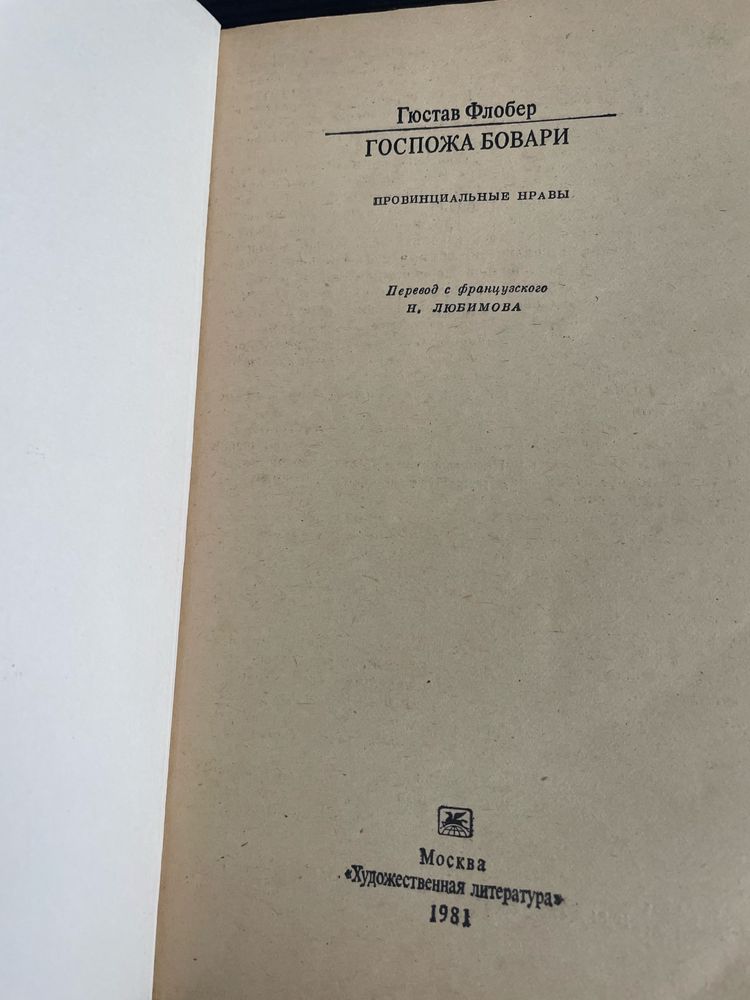 Гюстав Флобер
ГОСПОЖА БОВАРИ
ПРОВИНЦИАЛЬНЫЕ НРАВЫ
Перевод с французского
Н. ЛЮБИМОВА
Москва
«Художественная литература»
1981